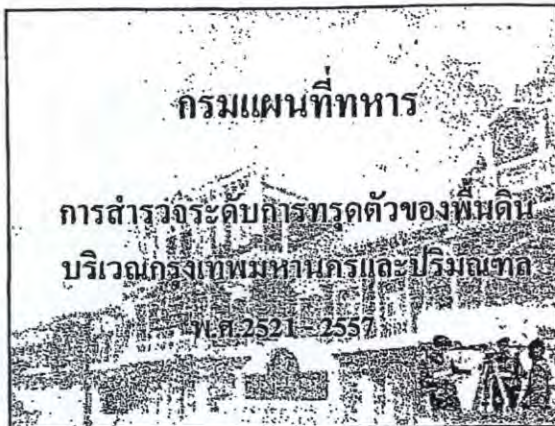 กรมแผนที่ทหาร
การสำรวจระดับการทรุดตัวของพื้นดิน
บริเวณกรุงเทพมหานครและปริมณฑล
พ.ศ.2521 - 2557